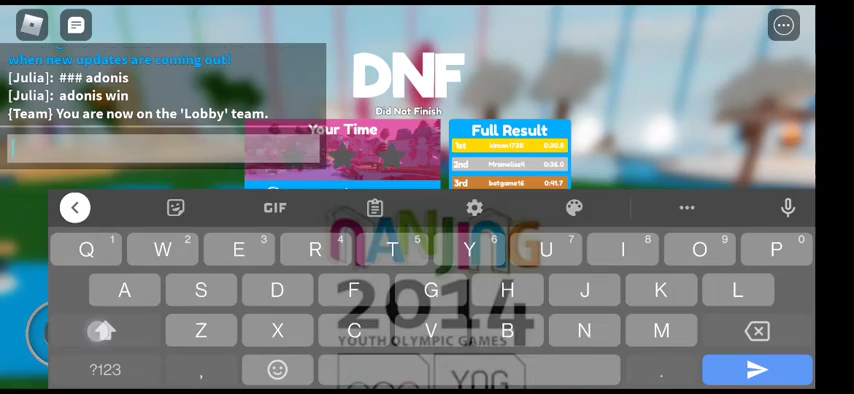 when new updates are coming out!
[Julia]: ### adonis
[Julia]: adonis win
{Team} You are now on the 'Lobby' team.
DNF
Did Not Finish
Your Time
Full Result
1st
0:30.8
2nd 0:36.0
3rd botgame16 0:41.7
GIF
Q 1 W 2 E 3 R 4 T 5 Y 6 U 7 I 8 O 9 P 0
A S D F G H J K L
Z X C V B N M
?123 , .
NANJING
2014
YOUTH OLYMPIC GAMES
YOG